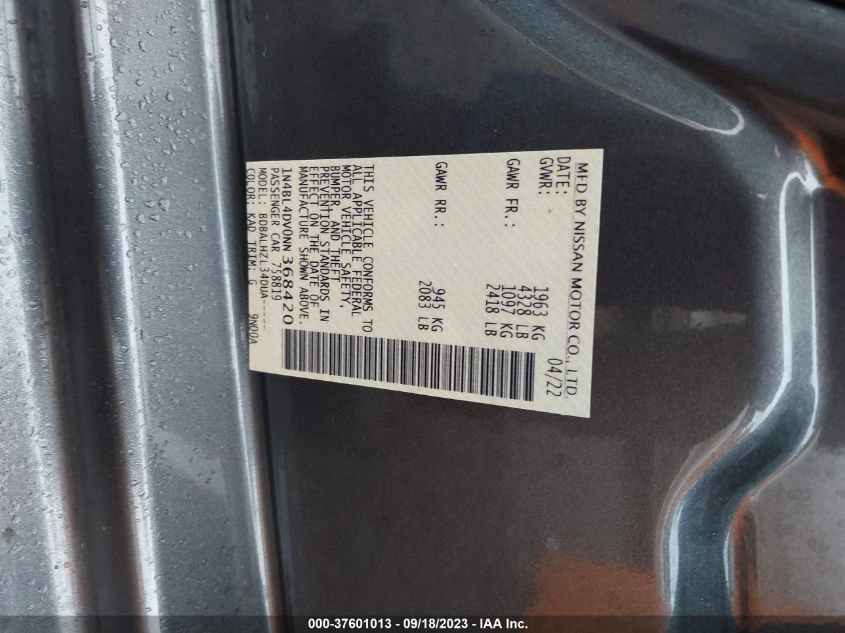 MFD BY NISSAN MOTOR CO., LTD.
DATE: 04/22
GVWR: 1963 KG
4328 LB
GAWR FR.: 1097 KG
2418 LB
GAWR RR.: 945 KG
2083 LB
THIS VEHICLE CONFORMS TO
ALL APPLICABLE FEDERAL
MOTOR VEHICLE SAFETY,
BUMPER, AND THEFT
PREVENTION STANDARDS IN
EFFECT ON THE DATE OF
MANUFACTURE SHOWN ABOVE.
1N4BL4DV0NN368420
PASSENGER CAR 758819
MODEL: BDBALHZL34DUA-----
COLOR: KAD TRIM: G 9N00A
000-37601013 - 09/18/2023 - IAA Inc.